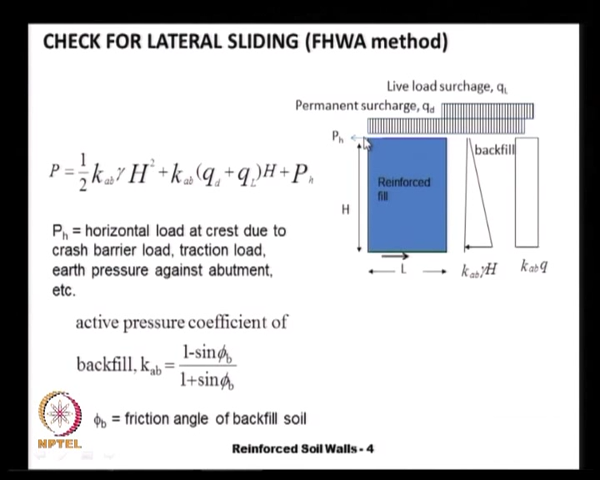 CHECK FOR LATERAL SLIDING (FHWA method)
Live load surchage, qL
Permanent surcharge, qd
Ph
backfill
P = 1/2 kab γ H² + kab (qd + qL)H + Ph
Reinforced
fill
H
Ph = horizontal load at crest due to
crash barrier load, traction load,
earth pressure against abutment,
etc.
L
kabγH
kabq
active pressure coefficient of
backfill, kab = 1-sinϕb / 1+sinϕb
ϕb = friction angle of backfill soil
NPTEL
Reinforced Soil Walls - 4